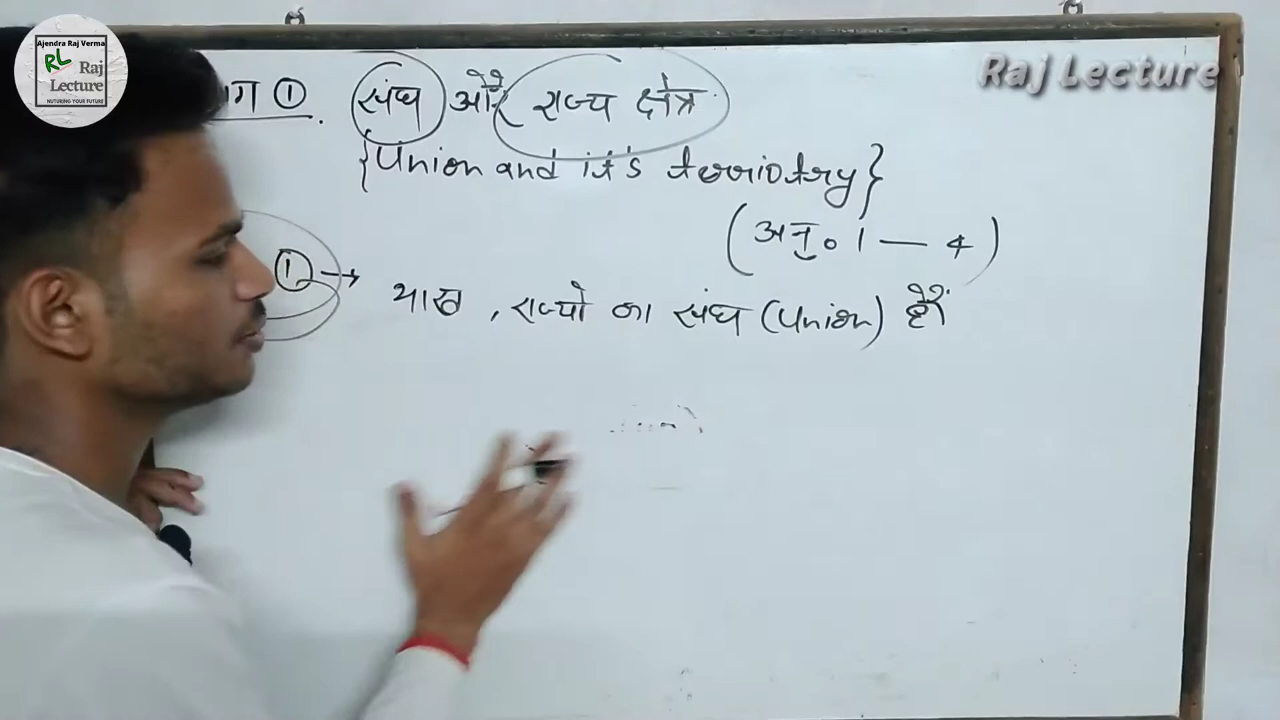 Ajendra Raj Verma
RL Raj
Lecture
NUTURING YOUR FUTURE
Raj Lecture
ाग ① संघ और राज्य क्षेत्र
{Union and it's terriotry}
(अनु० 1 — 4)
① → भारत , राज्यो का संघ (Union) हैं